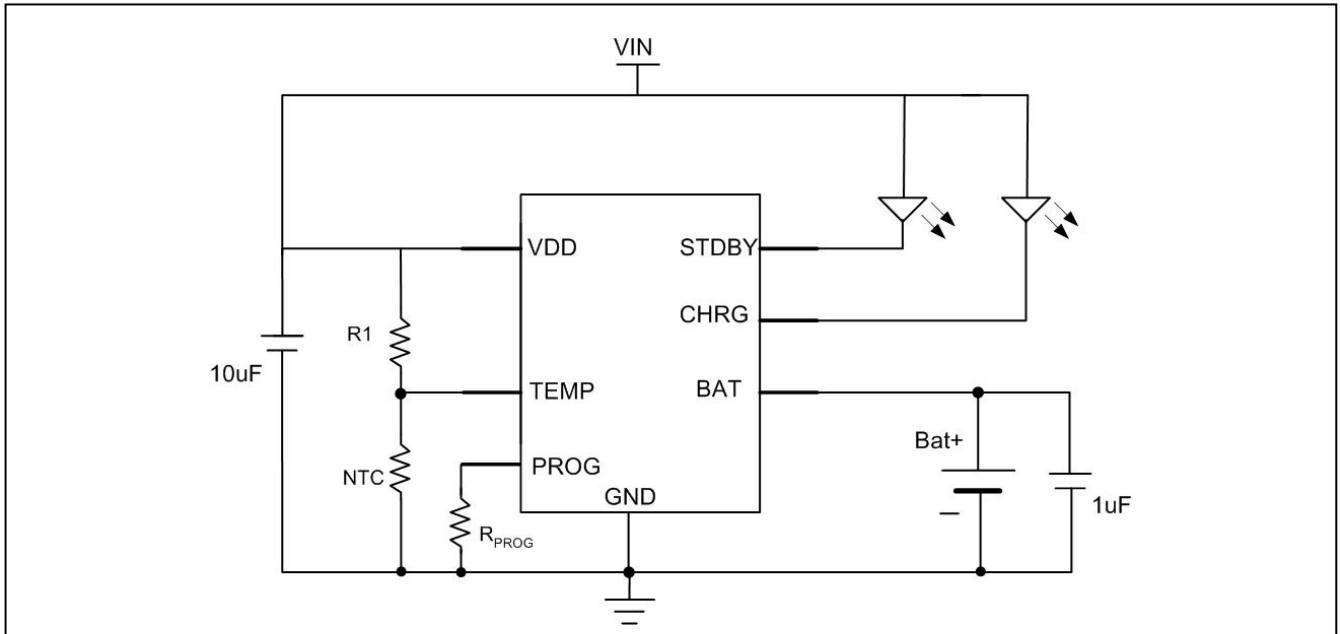 VIN
VDD
STDBY
R1
CHRG
10uF
TEMP
BAT
Bat+
NTC
PROG
GND
1uF
R_PROG